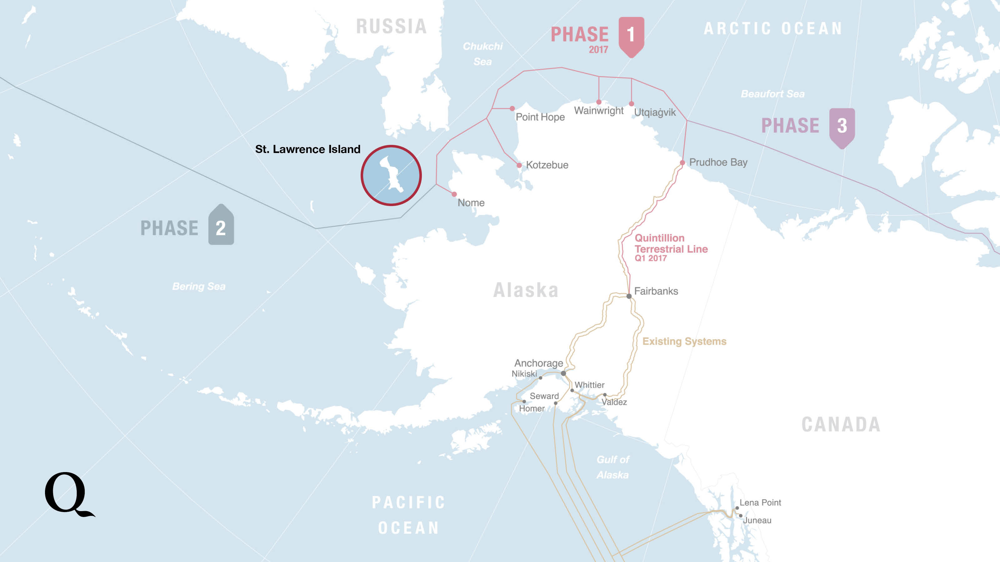 RUSSIA
PHASE 1
2017
ARCTIC OCEAN
Chukchi
Sea
Beaufort Sea
Point Hope
Wainwright
Utqiaġvik
PHASE 3
St. Lawrence Island
Kotzebue
Prudhoe Bay
Nome
PHASE 2
Quintillion
Terrestrial Line
Q1 2017
Bering Sea
Alaska
Fairbanks
Existing Systems
Anchorage
Nikiski
Whittier
Seward
Homer
Valdez
CANADA
Gulf of
Alaska
Q
PACIFIC
OCEAN
Lena Point
Juneau